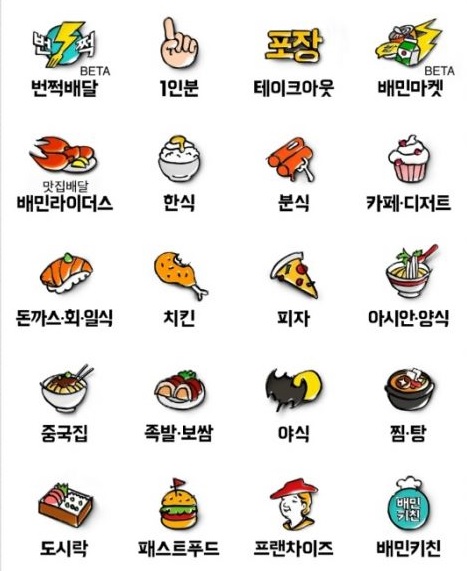 번쩍
BETA
번쩍배달
1인분
포장
테이크아웃
BETA
배민마켓
맛집배달
배민라이더스
한식
분식
카페·디저트
돈까스·회·일식
치킨
피자
아시안·양식
중국집
족발·보쌈
야식
찜·탕
도시락
패스트푸드
프랜차이즈
배민
키친
배민키친